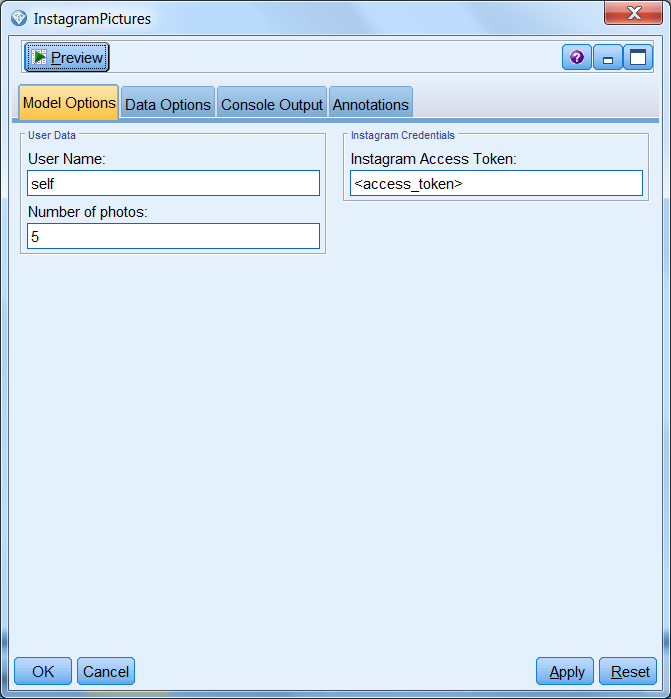 InstagramPictures
Preview
?
Model Options Data Options Console Output Annotations
User Data
User Name:
self
Number of photos:
5
Instagram Credentials
Instagram Access Token:
<access_token>
OK Cancel Apply Reset